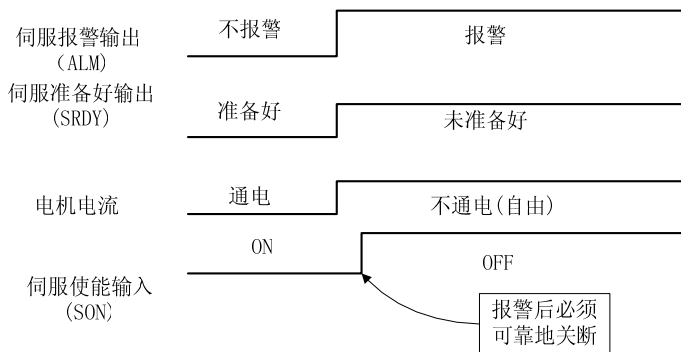 不报警
报警
伺服报警输出
(ALM)
伺服准备好输出
(SRDY)
准备好
未准备好
电机电流
通电
不通电(自由)
ON
OFF
伺服使能输入
(SON)
报警后必须
可靠地关断